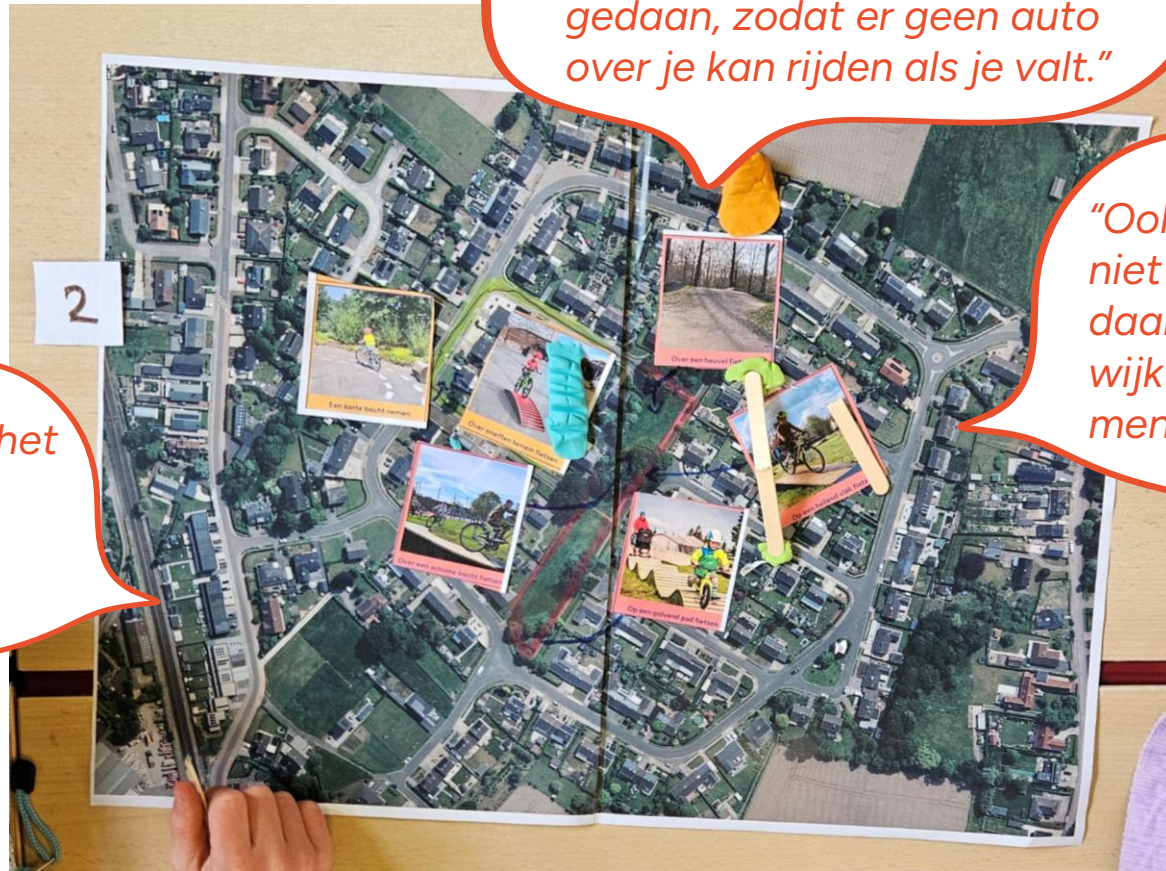 gedaan, zodat er geen auto
over je kan rijden als je valt.”
“Ook
niet
daar
wijk
men
het
2
Over een heuvel fietsen
Een korte bocht nemen
Over oneffen terrein fietsen
Op een hellend vlak fietsen
Over een schuine bocht fietsen
Op een golvend pad fietsen